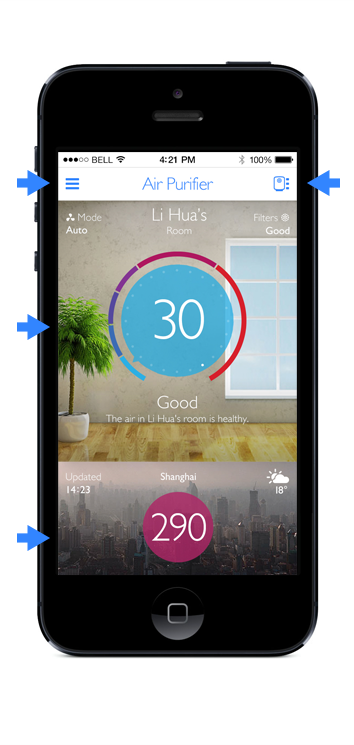 BELL 4:21 PM 100%
Air Purifier
Mode Li Hua's Filters
Auto Room Good
30
Good
The air in Li Hua's room is healthy.
Updated Shanghai
14:23 18°
290